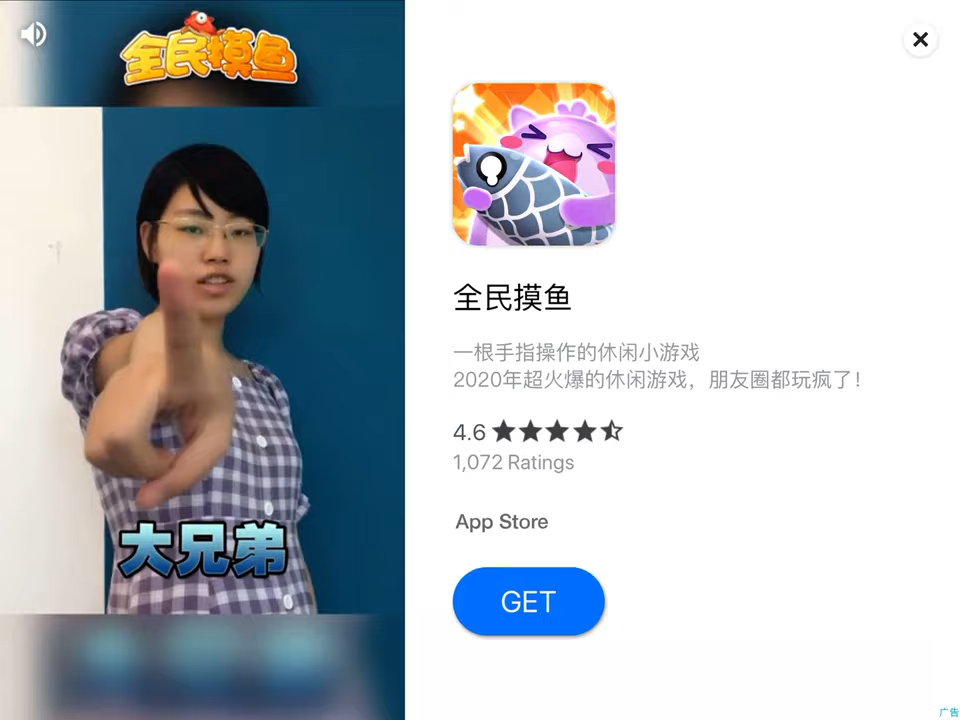 全民摸鱼
大兄弟
全民摸鱼
一根手指操作的休闲小游戏
2020年超火爆的休闲游戏，朋友圈都玩疯了！
4.6
1,072 Ratings
App Store
GET
广告